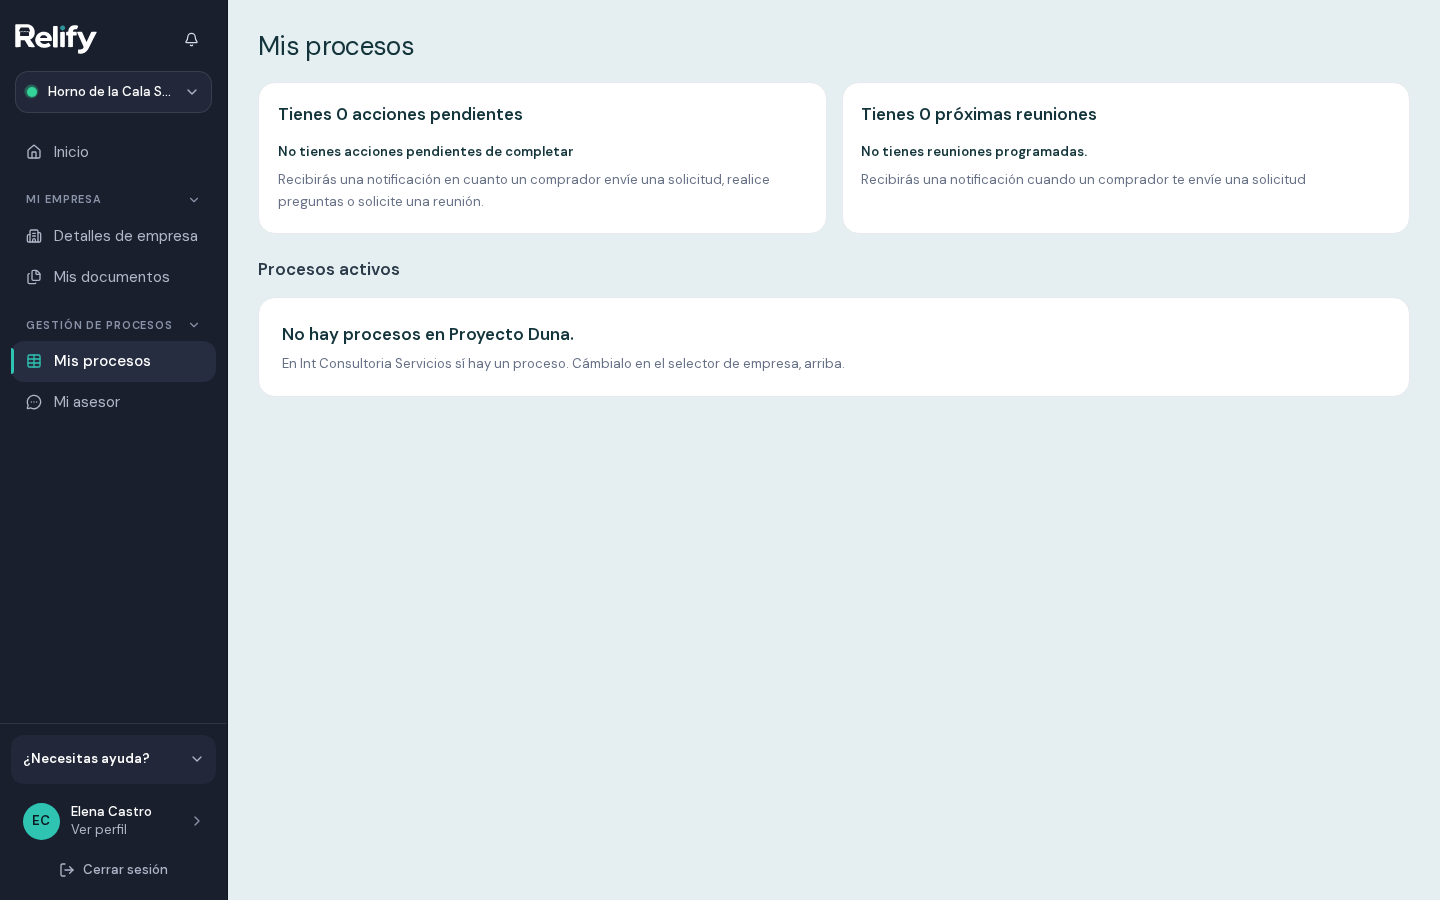 Relify
Horno de la Cala S...
Inicio
MI EMPRESA
Detalles de empresa
Mis documentos
GESTIÓN DE PROCESOS
Mis procesos
Mi asesor
¿Necesitas ayuda?
EC
Elena Castro
Ver perfil
Cerrar sesión
Mis procesos
Tienes 0 acciones pendientes
No tienes acciones pendientes de completar
Recibirás una notificación en cuanto un comprador envíe una solicitud, realice
preguntas o solicite una reunión.
Tienes 0 próximas reuniones
No tienes reuniones programadas.
Recibirás una notificación cuando un comprador te envíe una solicitud
Procesos activos
No hay procesos en Proyecto Duna.
En Int Consultoria Servicios sí hay un proceso. Cámbialo en el selector de empresa, arriba.